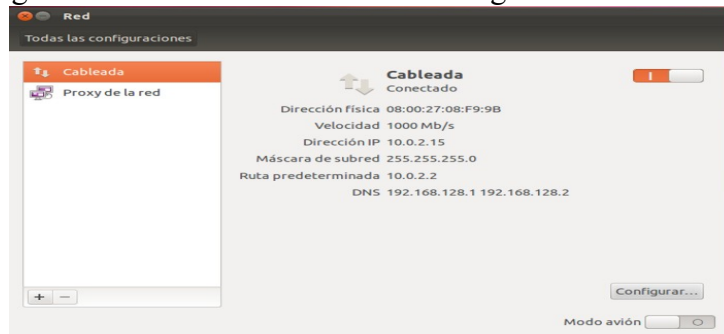 Red
Todas las configuraciones
Cableada
Proxy de la red
Cableada
Conectado
Dirección física 08:00:27:08:F9:9B
Velocidad 1000 Mb/s
Dirección IP 10.0.2.15
Máscara de subred 255.255.255.0
Ruta predeterminada 10.0.2.2
DNS 192.168.128.1 192.168.128.2
Configurar...
Modo avión